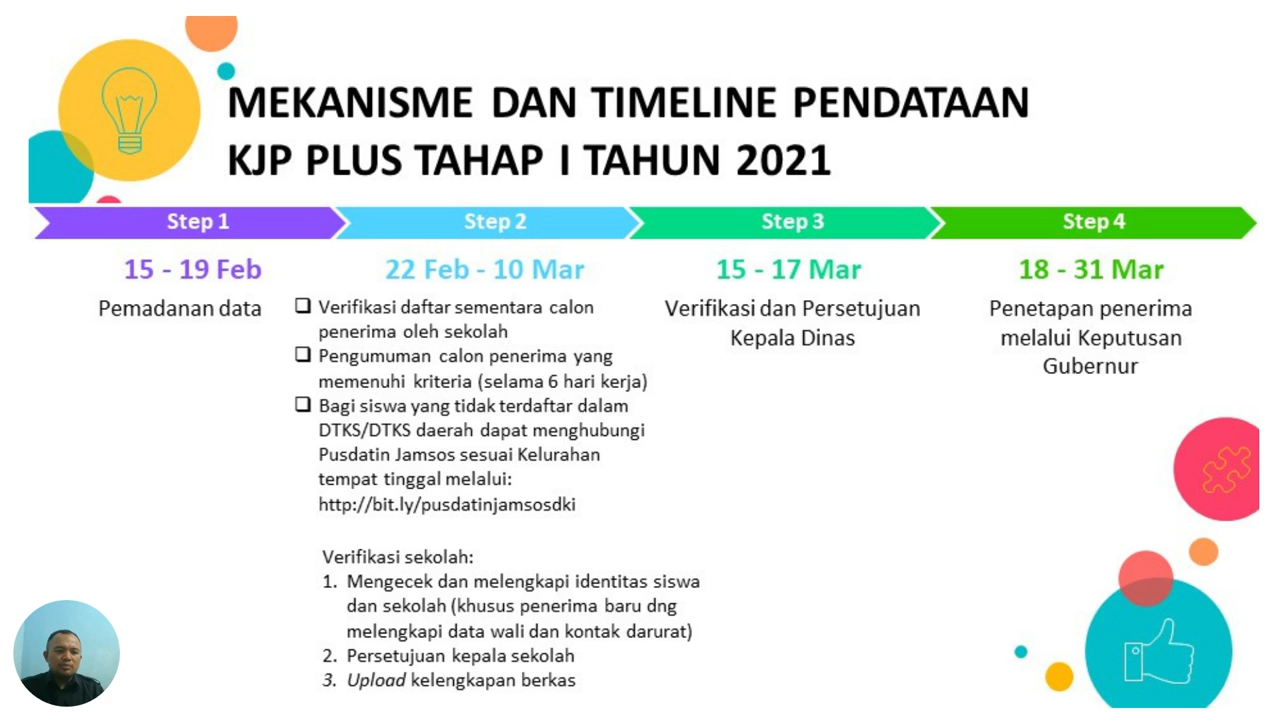 MEKANISME DAN TIMELINE PENDATAAN
KJP PLUS TAHAP I TAHUN 2021
Step 1
Step 2
Step 3
Step 4
15 - 19 Feb
Pemadanan data
22 Feb - 10 Mar
Verifikasi daftar sementara calon
penerima oleh sekolah
Pengumuman calon penerima yang
memenuhi kriteria (selama 6 hari kerja)
Bagi siswa yang tidak terdaftar dalam
DTKS/DTKS daerah dapat menghubungi
Pusdatin Jamsos sesuai Kelurahan
tempat tinggal melalui:
http://bit.ly/pusdatinjamsosdki
Verifikasi sekolah:
1. Mengecek dan melengkapi identitas siswa
dan sekolah (khusus penerima baru dng
melengkapi data wali dan kontak darurat)
2. Persetujuan kepala sekolah
3. Upload kelengkapan berkas
15 - 17 Mar
Verifikasi dan Persetujuan
Kepala Dinas
18 - 31 Mar
Penetapan penerima
melalui Keputusan
Gubernur